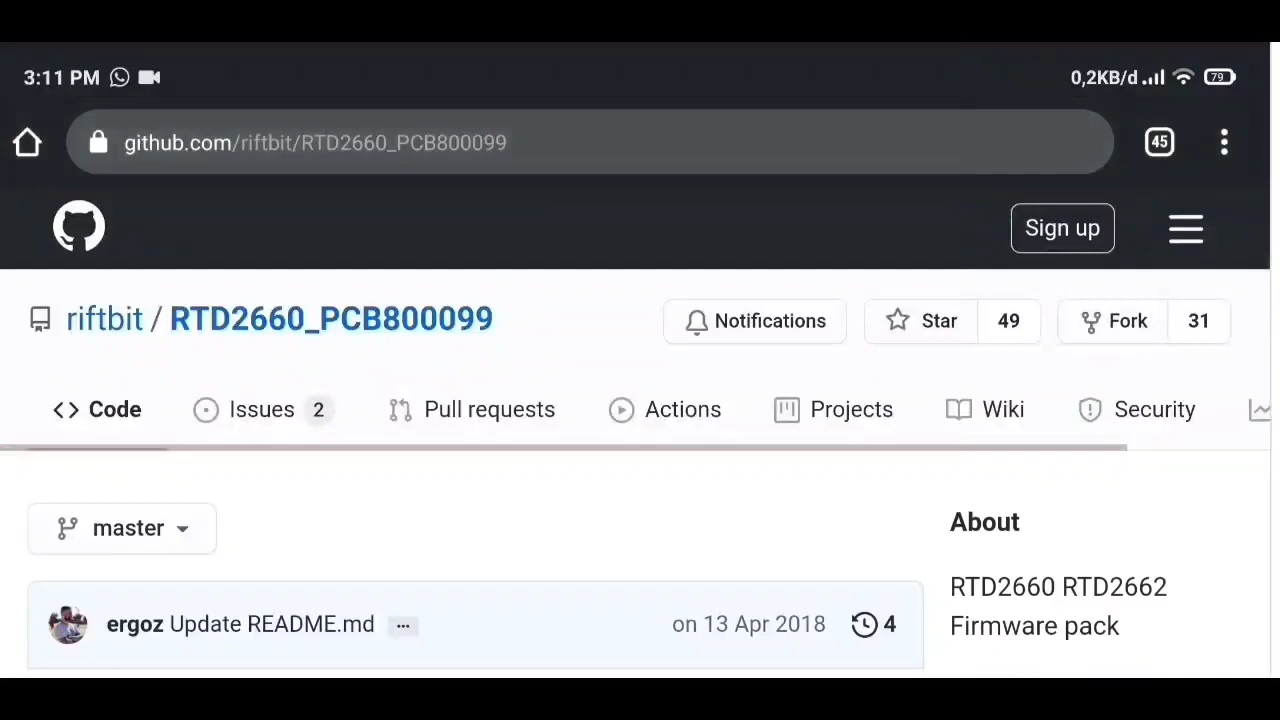 3:11 PM 0,2KB/d 79
github.com/riftbit/RTD2660_PCB800099 45
Sign up
riftbit / RTD2660_PCB800099 Notifications Star 49 Fork 31
Code Issues 2 Pull requests Actions Projects Wiki Security
master
About
RTD2660 RTD2662
Firmware pack
ergoz Update README.md ... on 13 Apr 2018 4